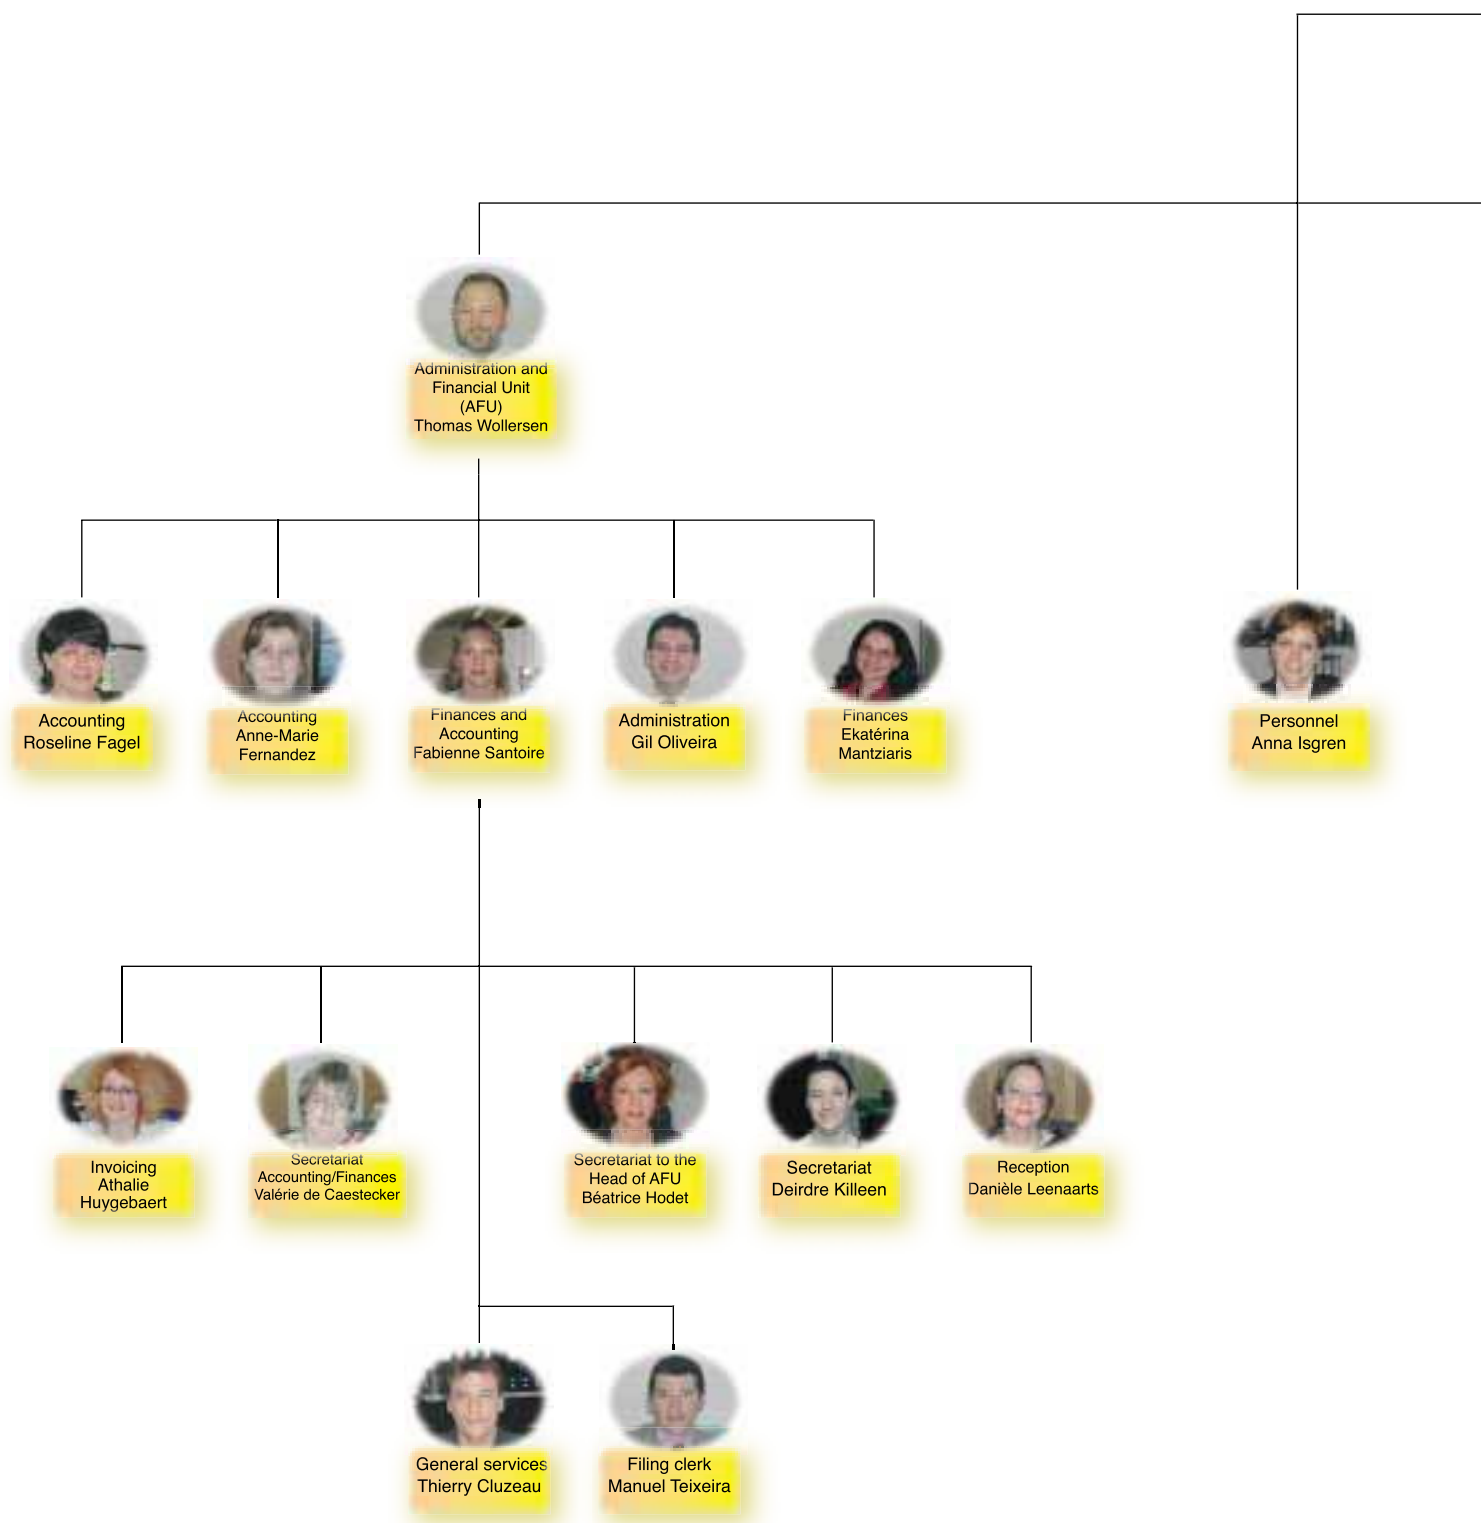 Administration and
Financial Unit
(AFU)
Thomas Wollersen
Accounting
Roseline Fagel
Accounting
Anne-Marie
Fernandez
Finances and
Accounting
Fabienne Santoire
Administration
Gil Oliveira
Finances
Ekatérina
Mantziaris
Personnel
Anna Isgren
Invoicing
Athalie
Huygebaert
Secretariat
Accounting/Finances
Valérie de Caestecker
Secretariat to the
Head of AFU
Béatrice Hodet
Secretariat
Deirdre Killeen
Reception
Danièle Leenaarts
General services
Thierry Cluzeau
Filing clerk
Manuel Teixeira